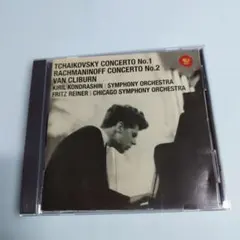 TCHAIKOVSKY CONCERTO No.1
RACHMANINOFF CONCERTO No.2
VAN CLIBURN
KIRIL KONDRASHIN | SYMPHONY ORCHESTRA
FRITZ REINER | CHICAGO SYMPHONY ORCHESTRA